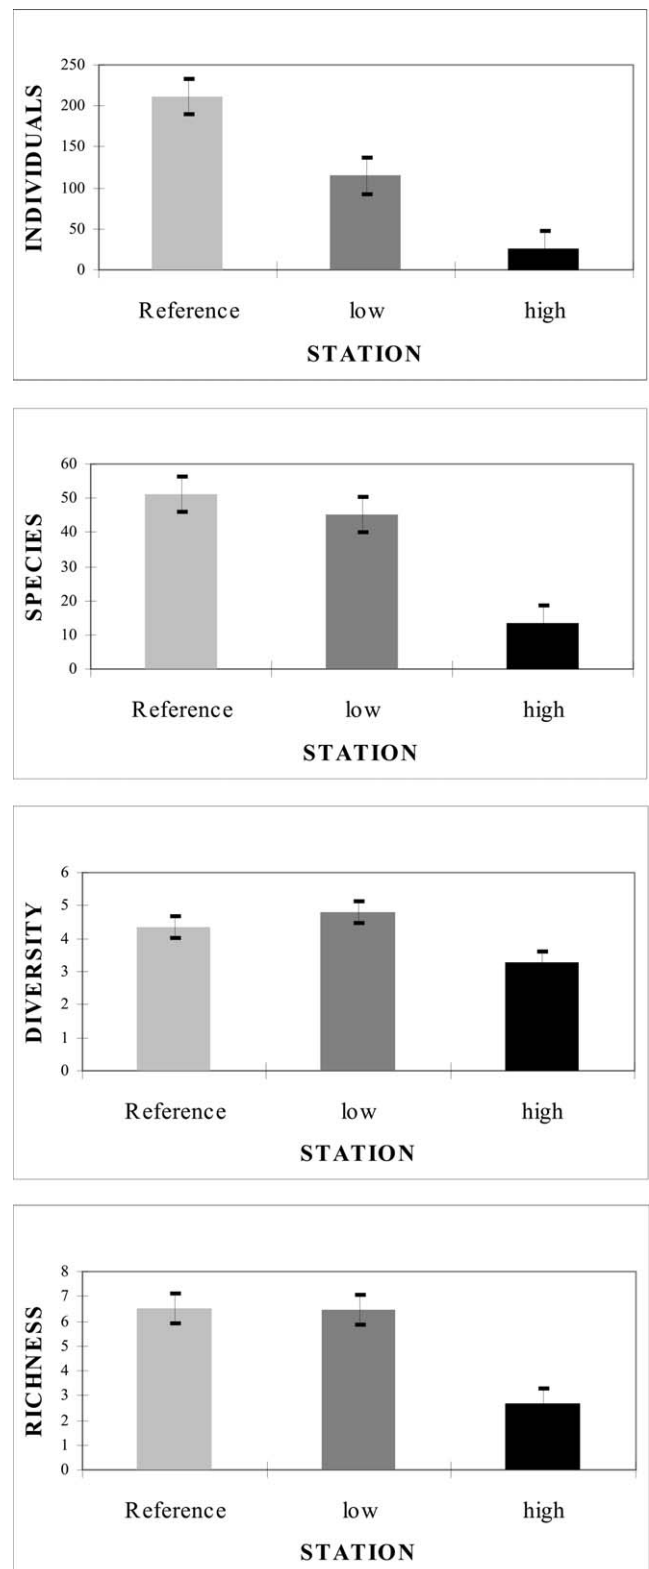 INDIVIDUALS
250
200
150
100
50
0
Reference low high
STATION
SPECIES
60
50
40
30
20
10
0
Reference low high
STATION
DIVERSITY
6
5
4
3
2
1
0
Reference low high
STATION
RICHNESS
8
7
6
5
4
3
2
1
0
Reference low high
STATION